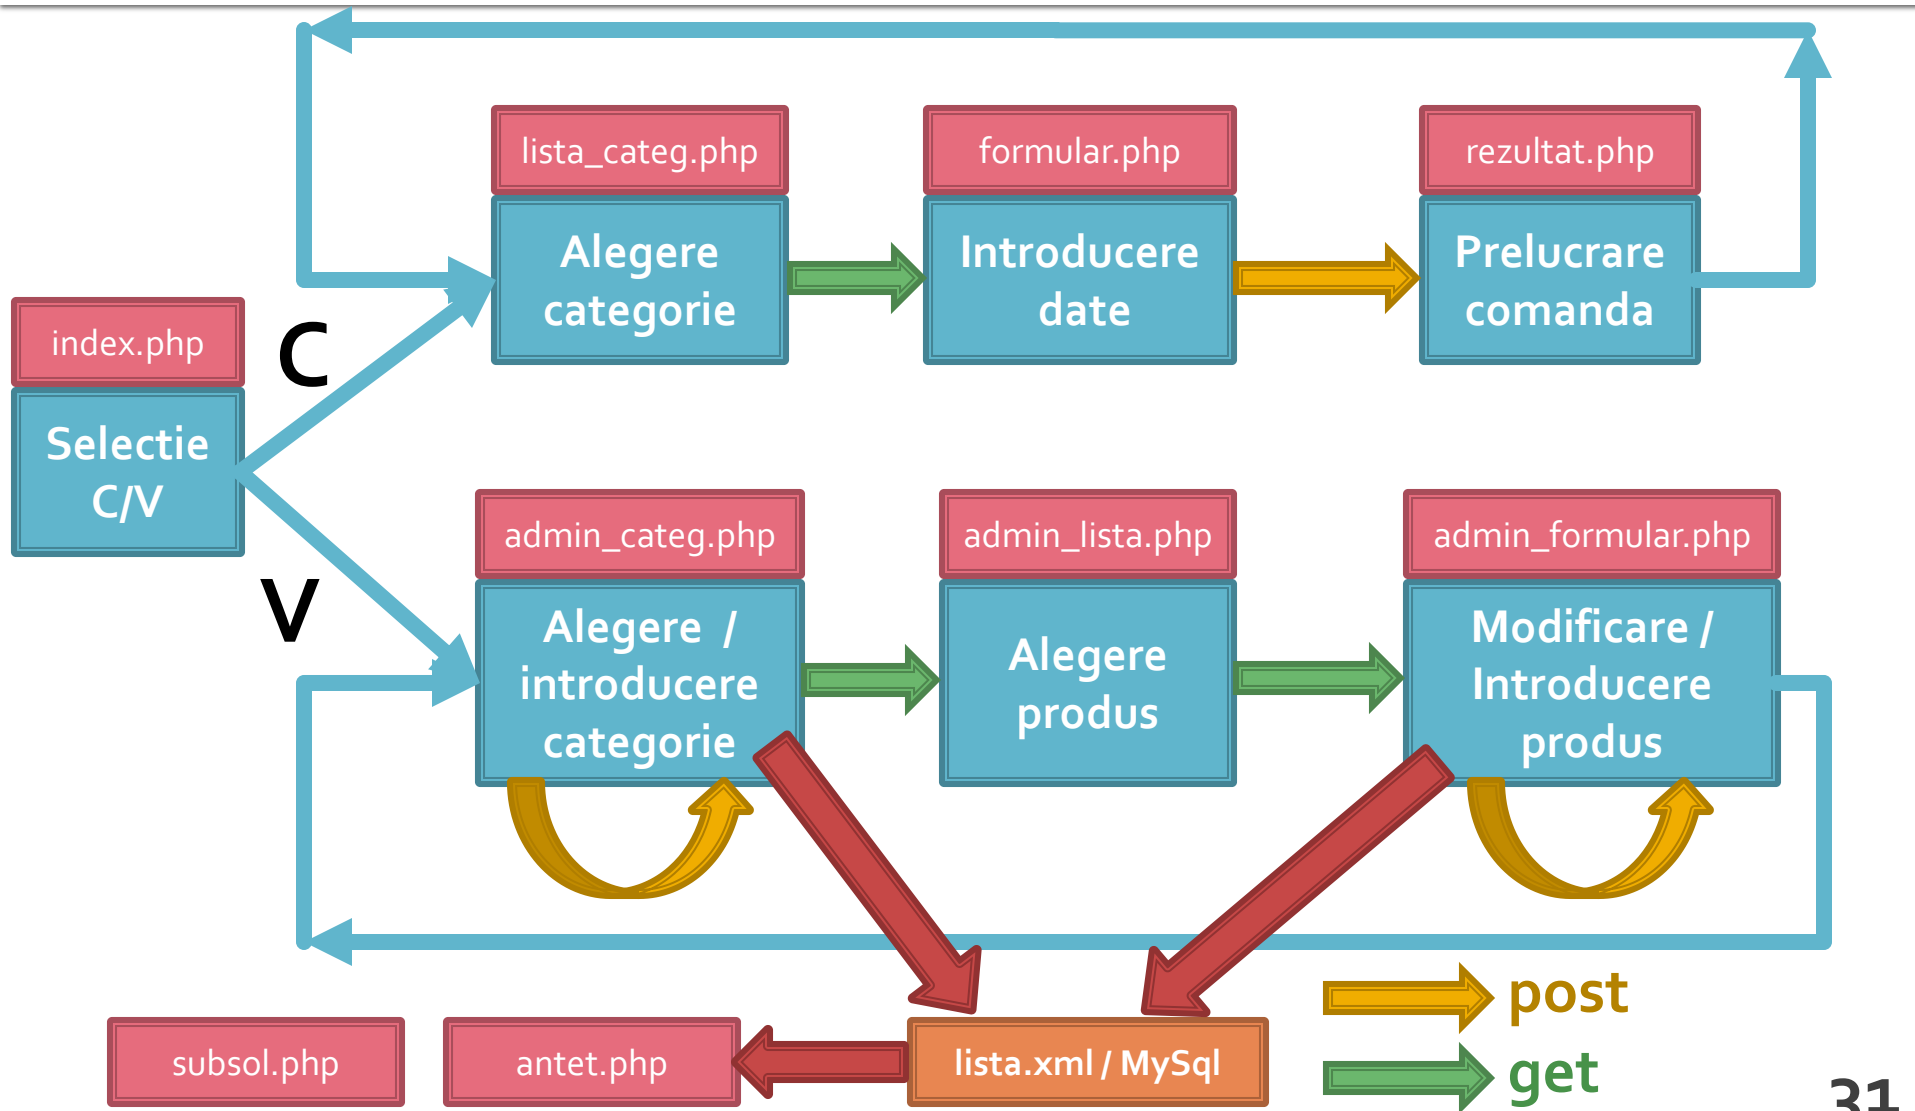 lista_categ.php
formular.php
rezultat.php
Alegere
categorie
Introducere
date
Prelucrare
comanda
index.php
C
Selectie
C/V
V
admin_categ.php
admin_lista.php
admin_formular.php
Alegere /
introducere
categorie
Alegere
produs
Modificare /
Introducere
produs
post
subsol.php
antet.php
lista.xml / MySql
get
31